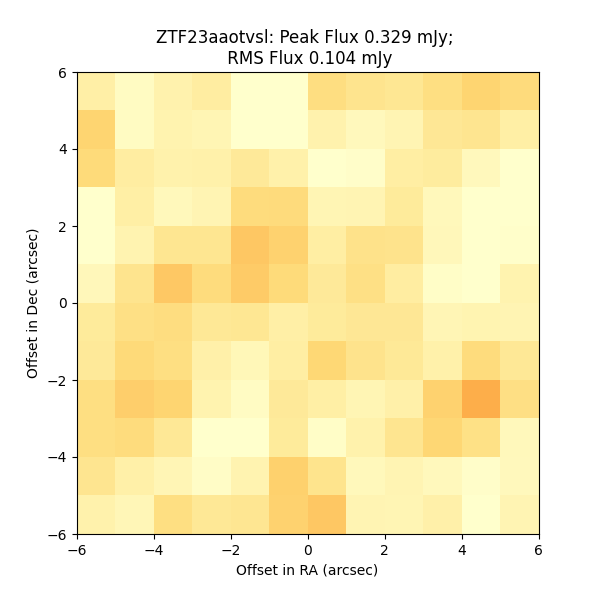 ZTF23aaotvsl: Peak Flux 0.329 mJy;
RMS Flux 0.104 mJy
6
4
2
0
−2
−4
−6
Offset in Dec (arcsec)
−6 −4 −2 0 2 4 6
Offset in RA (arcsec)